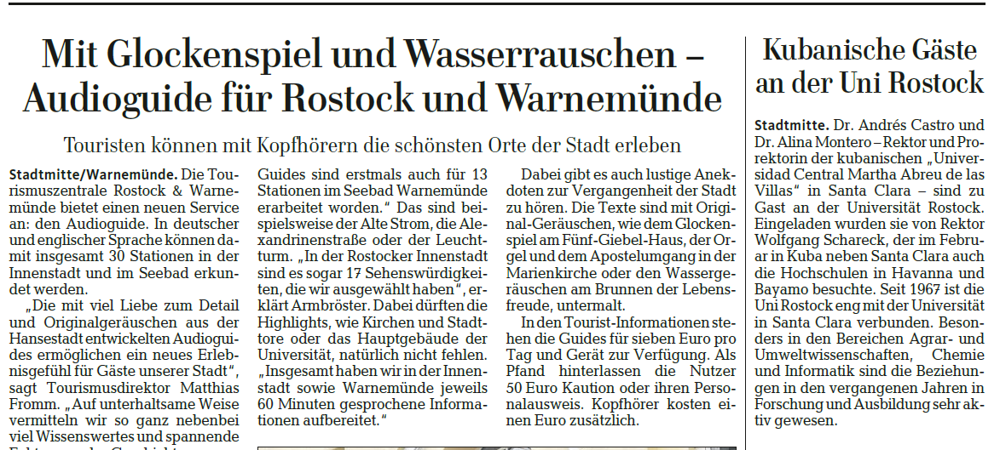 Mit Glockenspiel und Wasserrauschen –
Audioguide für Rostock und Warnemünde
Touristen können mit Kopfhörern die schönsten Orte der Stadt erleben
Stadtmitte/Warnemünde. Die Tou-
rismuszentrale Rostock & Warne-
münde bietet einen neuen Service
an: den Audioguide. In deutscher
und englischer Sprache können da-
mit insgesamt 30 Stationen in der
Innenstadt und im Seebad erkun-
det werden.
„Die mit viel Liebe zum Detail
und Originalgeräuschen aus der
Hansestadt entwickelten Audiogui-
des ermöglichen ein neues Erleb-
nisgefühl für Gäste unserer Stadt“,
sagt Tourismusdirektor Matthias
Fromm. „Auf unterhaltsame Weise
vermitteln wir so ganz nebenbei
viel Wissenswertes und spannende
Guides sind erstmals auch für 13
Stationen im Seebad Warnemünde
erarbeitet worden.“ Das sind bei-
spielsweise der Alte Strom, die Ale-
xandrinenstraße oder der Leucht-
turm. „In der Rostocker Innenstadt
sind es sogar 17 Sehenswürdigkei-
ten, die wir ausgewählt haben“, er-
klärt Armbröster. Dabei dürften die
Highlights, wie Kirchen und Stadt-
tore oder das Hauptgebäude der
Universität, natürlich nicht fehlen.
„Insgesamt haben wir in der Innen-
stadt sowie Warnemünde jeweils
60 Minuten gesprochene Informa-
tionen aufbereitet.“
Dabei gibt es auch lustige Anek-
doten zur Vergangenheit der Stadt
zu hören. Die Texte sind mit Origi-
nal-Geräuschen, wie dem Glocken-
spiel am Fünf-Giebel-Haus, der Or-
gel und dem Apostelumgang in der
Marienkirche oder den Wasserge-
räuschen am Brunnen der Lebens-
freude, untermalt.
In den Tourist-Informationen ste-
hen die Guides für sieben Euro pro
Tag und Gerät zur Verfügung. Als
Pfand hinterlassen die Nutzer
50 Euro Kaution oder ihren Perso-
nalausweis. Kopfhörer kosten ei-
nen Euro zusätzlich.
Kubanische Gäste
an der Uni Rostock
Stadtmitte. Dr. Andrés Castro und
Dr. Alina Montero – Rektor und Pro-
rektorin der kubanischen „Univer-
sidad Central Martha Abreu de las
Villas“ in Santa Clara – sind zu
Gast an der Universität Rostock.
Eingeladen wurden sie von Rektor
Wolfgang Schareck, der im Febru-
ar in Kuba neben Santa Clara auch
die Hochschulen in Havanna und
Bayamo besuchte. Seit 1967 ist die
Uni Rostock eng mit der Universität
in Santa Clara verbunden. Beson-
ders in den Bereichen Agrar- und
Umweltwissenschaften, Chemie
und Informatik sind die Beziehun-
gen in den vergangenen Jahren in
Forschung und Ausbildung sehr ak-
tiv gewesen.